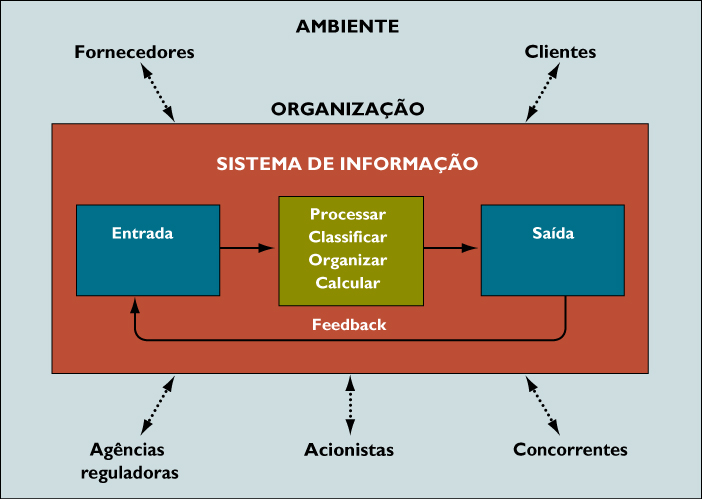 AMBIENTE
Fornecedores
Clientes
ORGANIZAÇÃO
SISTEMA DE INFORMAÇÃO
Entrada
Processar
Classificar
Organizar
Calcular
Saída
Feedback
Agências
reguladoras
Acionistas
Concorrentes